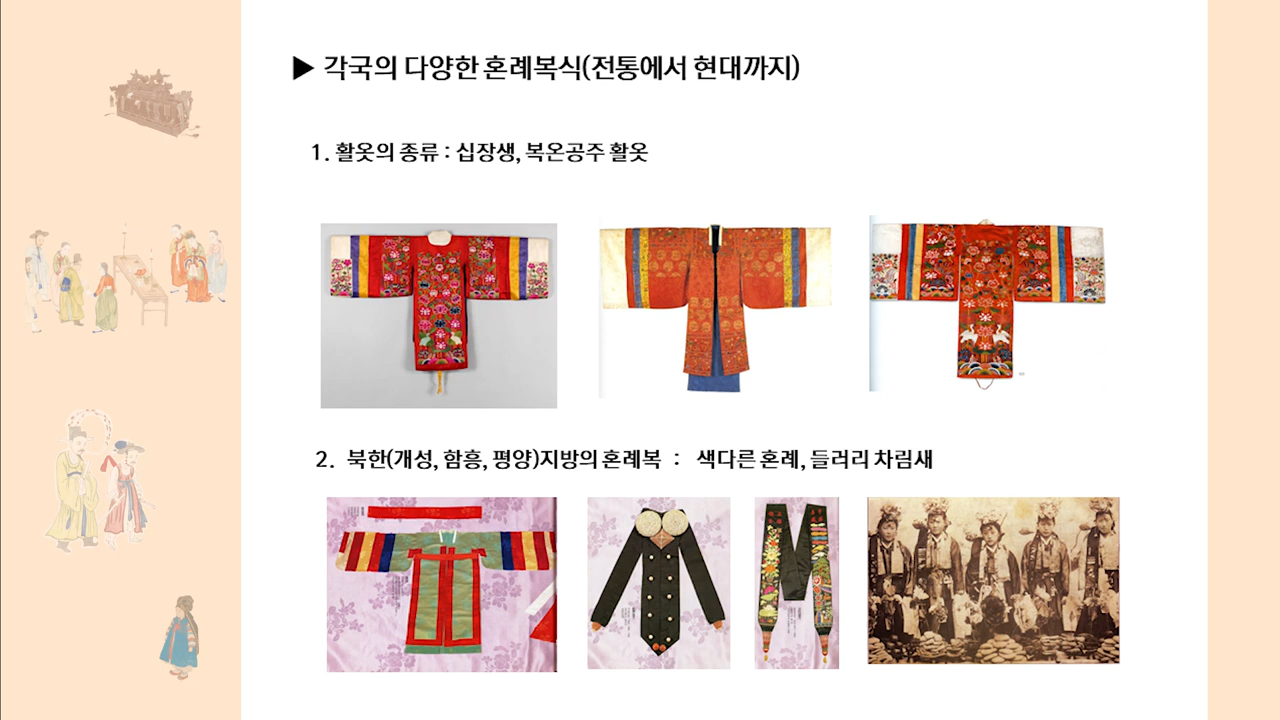 ▶ 각국의 다양한 혼례복식(전통에서 현대까지)
1. 활옷의 종류 : 십장생, 복온공주 활옷
2. 북한(개성, 함흥, 평양)지방의 혼례복 : 색다른 혼례, 들러리 차림새